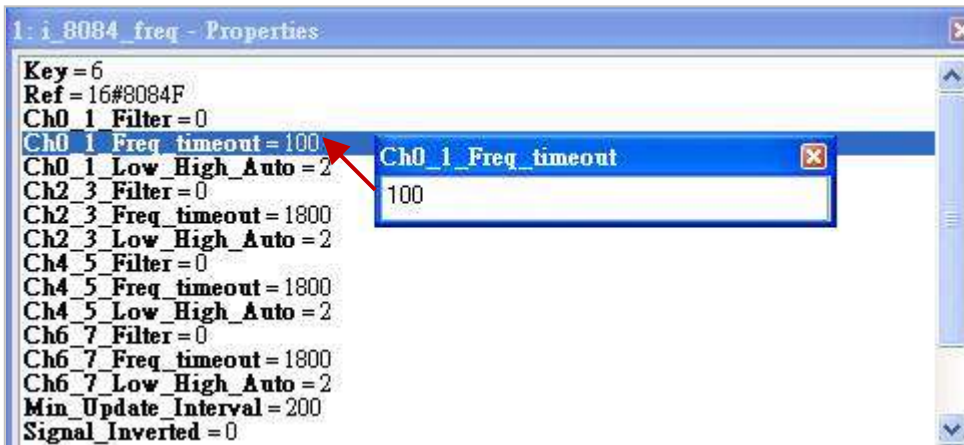 1: i_8084_freq - Properties
Key = 6
Ref = 16#8084F
Ch0_1_Filter = 0
Ch0_1_Freq_timeout = 100
Ch0_1_Low_High_Auto = 2
Ch2_3_Filter = 0
Ch2_3_Freq_timeout = 1800
Ch2_3_Low_High_Auto = 2
Ch4_5_Filter = 0
Ch4_5_Freq_timeout = 1800
Ch4_5_Low_High_Auto = 2
Ch6_7_Filter = 0
Ch6_7_Freq_timeout = 1800
Ch6_7_Low_High_Auto = 2
Min_Update_Interval = 200
Signal_Inverted = 0
Ch0_1_Freq_timeout
100